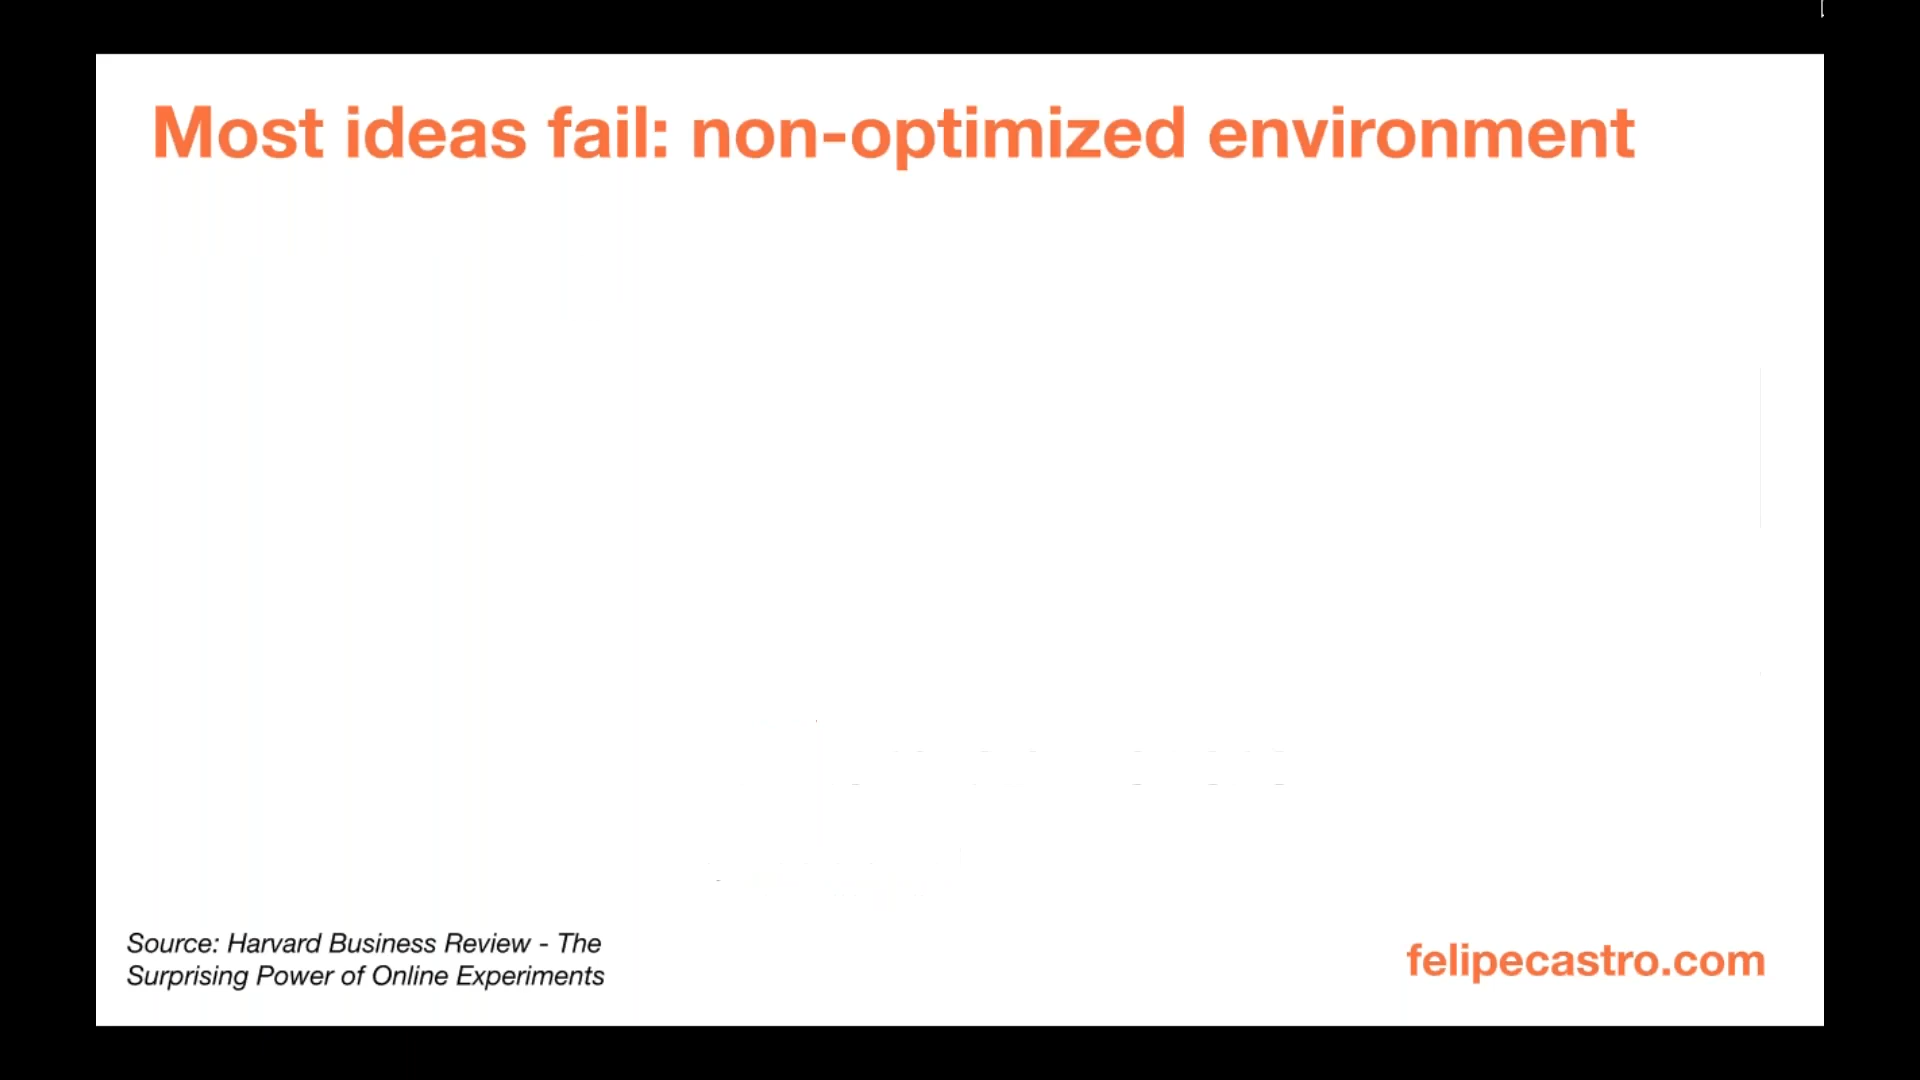 Most ideas fail: non-optimized environment
Source: Harvard Business Review - The
Surprising Power of Online Experiments
felipecastro.com